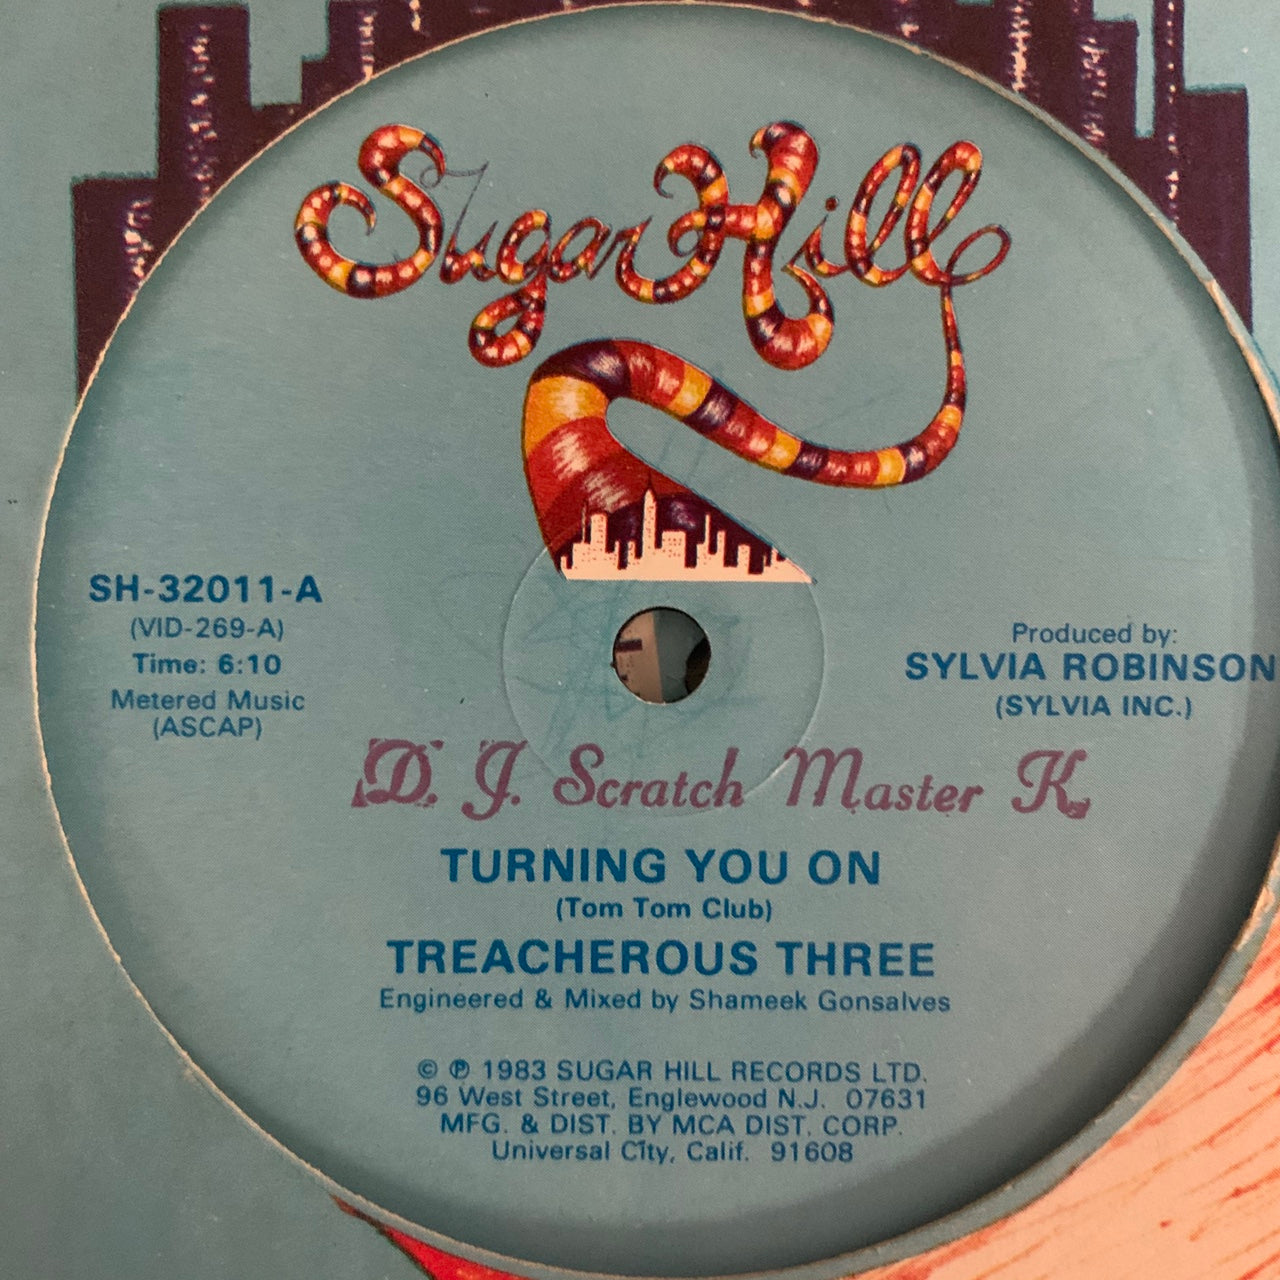 Sugar Hill
SH-32011-A
(VID-269-A)
Time: 6:10
Metered Music
(ASCAP)
Produced by:
SYLVIA ROBINSON
(SYLVIA INC.)
D. J. Scratch Master K.
TURNING YOU ON
(Tom Tom Club)
TREACHEROUS THREE
Engineered & Mixed by Shameek Gonsalves
© ℗ 1983 SUGAR HILL RECORDS LTD.
96 West Street, Englewood N.J. 07631
MFG. & DIST. BY MCA DIST. CORP.
Universal City, Calif. 91608